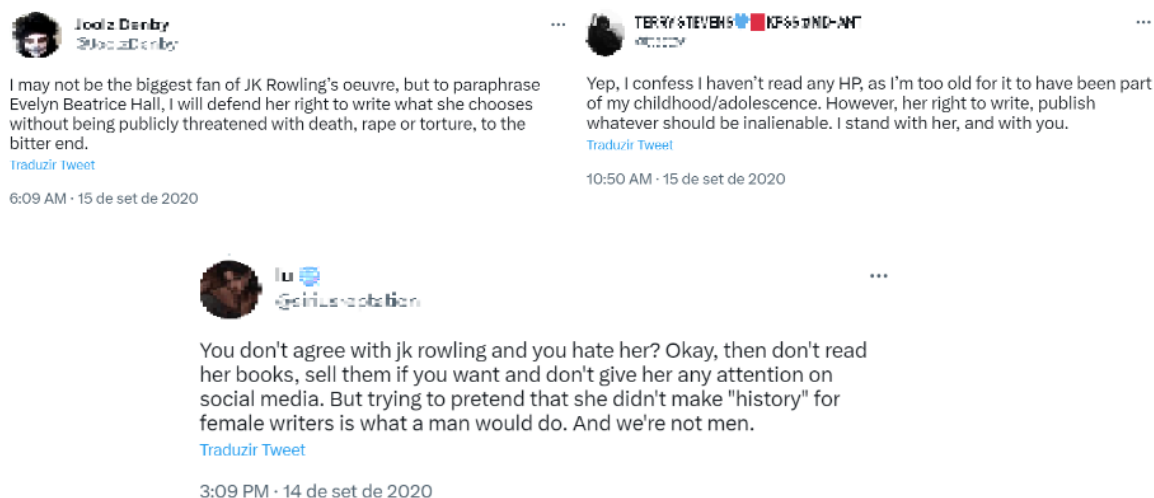 Joolz Denby
@JoolzDenby
I may not be the biggest fan of JK Rowling's oeuvre, but to paraphrase
Evelyn Beatrice Hall, I will defend her right to write what she chooses
without being publicly threatened with death, rape or torture, to the
bitter end.
Traduzir Tweet
6:09 AM · 15 de set de 2020
TERRY STEVENS
Yep, I confess I haven't read any HP, as I'm too old for it to have been part
of my childhood/adolescence. However, her right to write, publish
whatever should be inalienable. I stand with her, and with you.
Traduzir Tweet
10:50 AM · 15 de set de 2020
lu
You don't agree with jk rowling and you hate her? Okay, then don't read
her books, sell them if you want and don't give her any attention on
social media. But trying to pretend that she didn't make "history" for
female writers is what a man would do. And we're not men.
Traduzir Tweet
3:09 PM · 14 de set de 2020